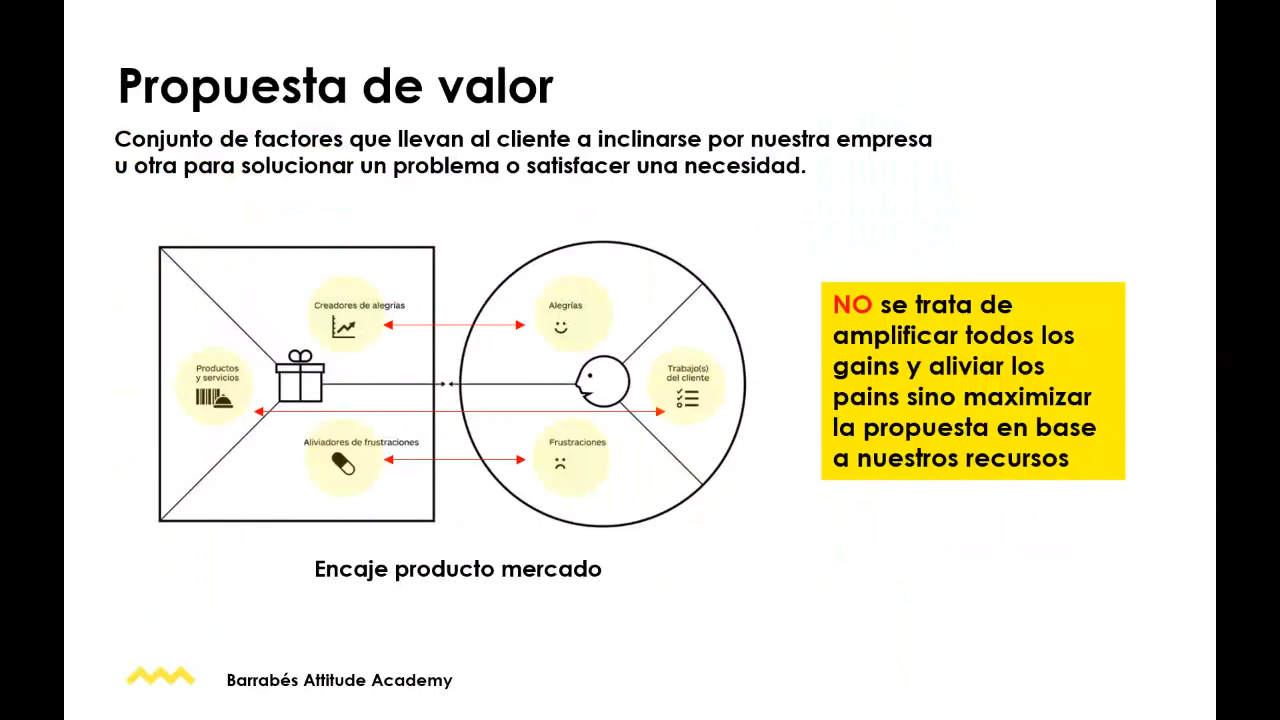 Propuesta de valor
Conjunto de factores que llevan al cliente a inclinarse por nuestra empresa
u otra para solucionar un problema o satisfacer una necesidad.
Creadores de alegrías
Productos
y servicios
Aliviadores de frustraciones
Alegrías
Trabajo(s)
del cliente
Frustraciones
NO se trata de
amplificar todos los
gains y aliviar los
pains sino maximizar
la propuesta en base
a nuestros recursos
Encaje producto mercado
Barrabés Attitude Academy